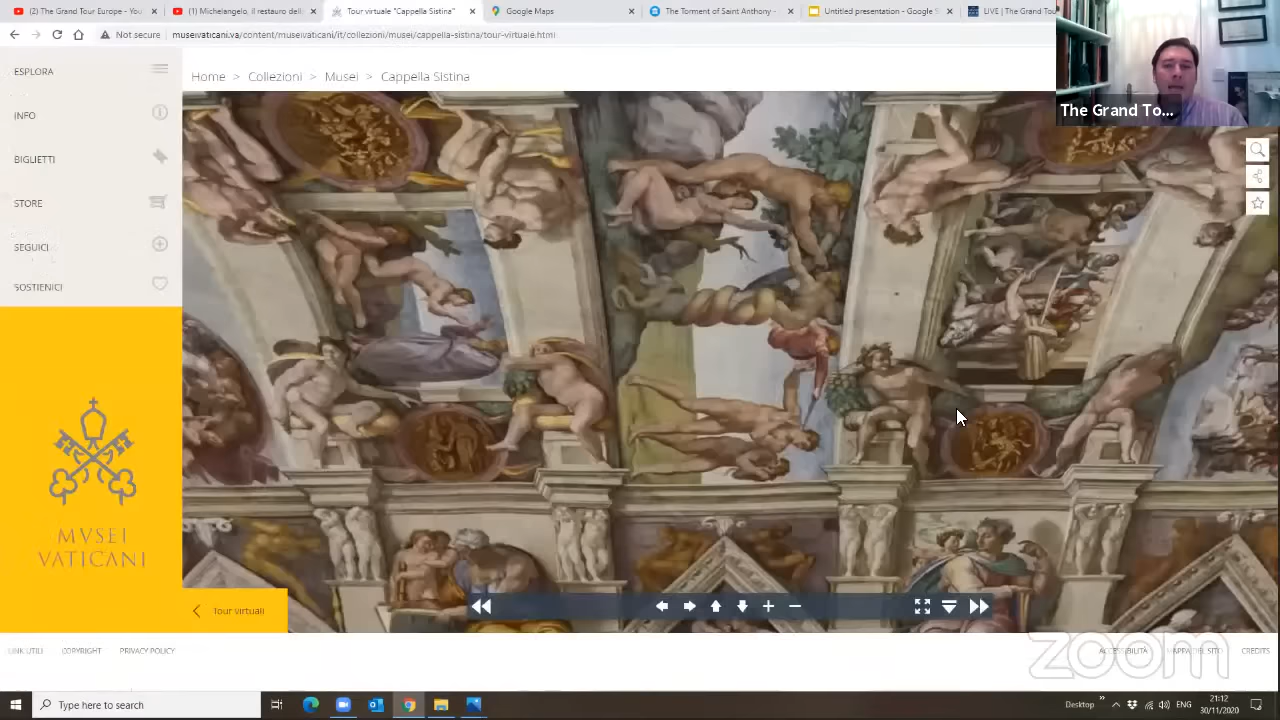 (2) The Grand Tour Europe - You
(1) Michelangelo, il restauro delle
Tour virtuale "Cappella Sistina"
Google Maps
The Torment of Saint Anthony -
Untitled presentation - Google S
LIVE | The Grand Tou
Not secure
museivaticani.va/content/museivaticani/it/collezioni/musei/cappella-sistina/tour-virtuale.html
ESPLORA
Home > Collezioni > Musei > Cappella Sistina
The Grand To...
INFO
BIGLIETTI
STORE
SEGUICI
SOSTIENICI
MVSEI
VATICANI
Tour virtuali
LINK UTILI
COPYRIGHT
PRIVACY POLICY
ACCESSIBILITÀ
MAPPA DEL SITO
CREDITS
zoom
Type here to search
Desktop
ENG
21:12
30/11/2020